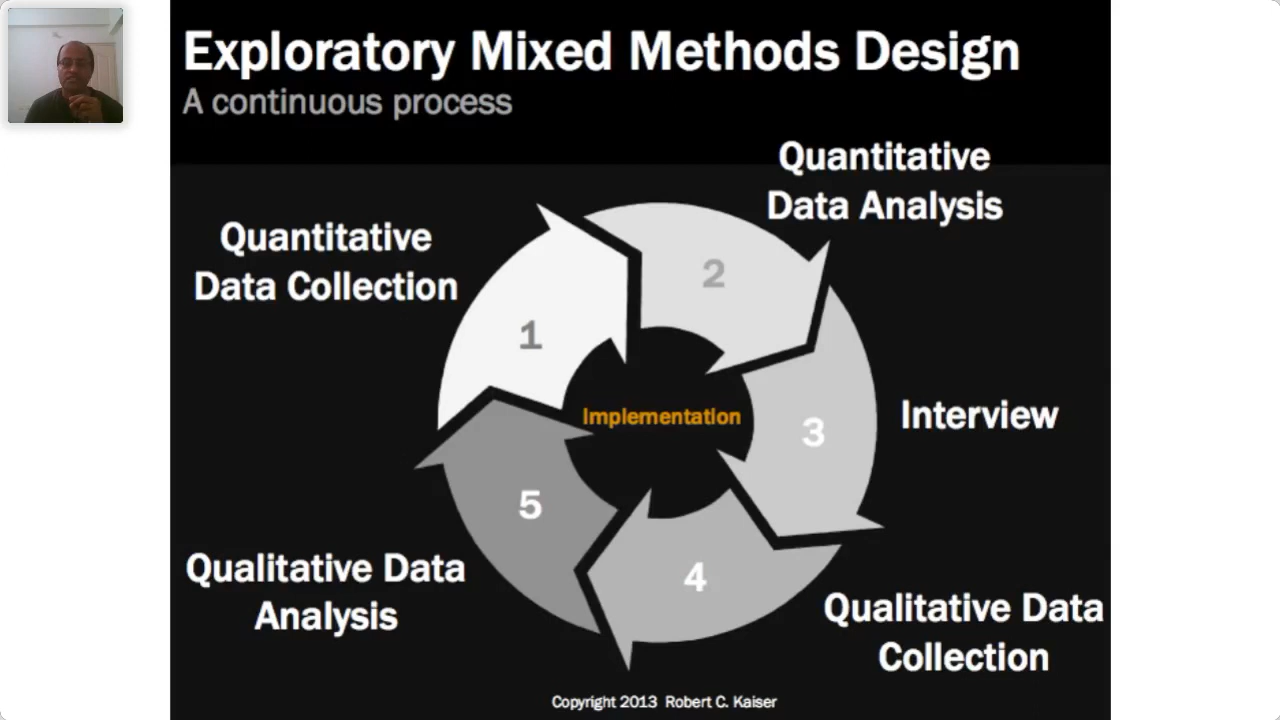 Exploratory Mixed Methods Design
A continuous process
Quantitative
Data Analysis
Quantitative
Data Collection
1
2
3
4
5
Implementation
Interview
Qualitative Data
Analysis
Qualitative Data
Collection
Copyright 2013 Robert C. Kaiser